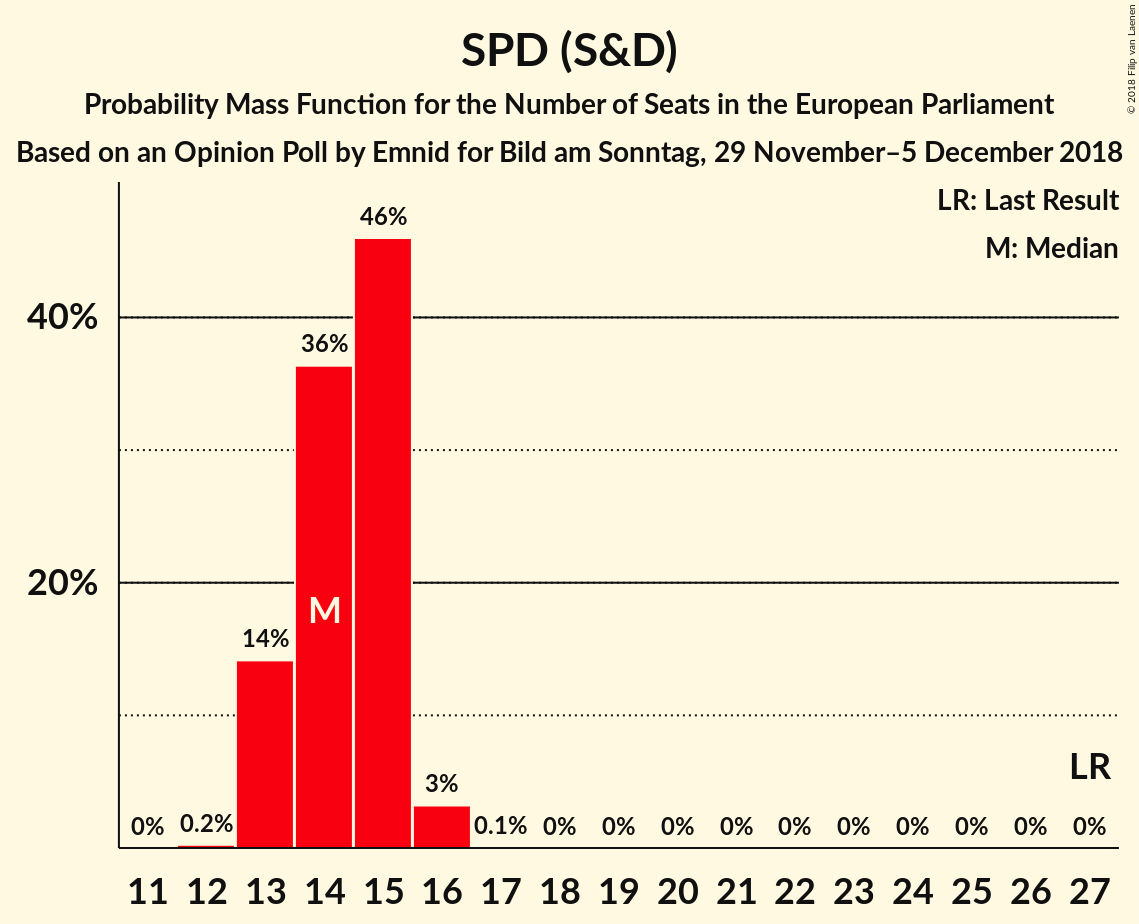 SPD (S&D)
Probability Mass Function for the Number of Seats in the European Parliament
Based on an Opinion Poll by Emnid for Bild am Sonntag, 29 November–5 December 2018
© 2018 Filip van Laenen
LR: Last Result
M: Median
46%
40%
36%
20%
M
14%
LR
3%
0% 0.2% 0.1% 0% 0% 0% 0% 0% 0% 0% 0% 0% 0%
11 12 13 14 15 16 17 18 19 20 21 22 23 24 25 26 27